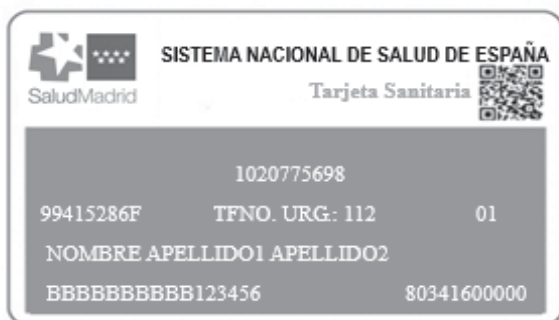 SISTEMA NACIONAL DE SALUD DE ESPAÑA
SaludMadrid
Tarjeta Sanitaria
1020775698
99415286F TFNO. URG.: 112 01
NOMBRE APELLIDO1 APELLIDO2
BBBBBBBBBB123456 80341600000